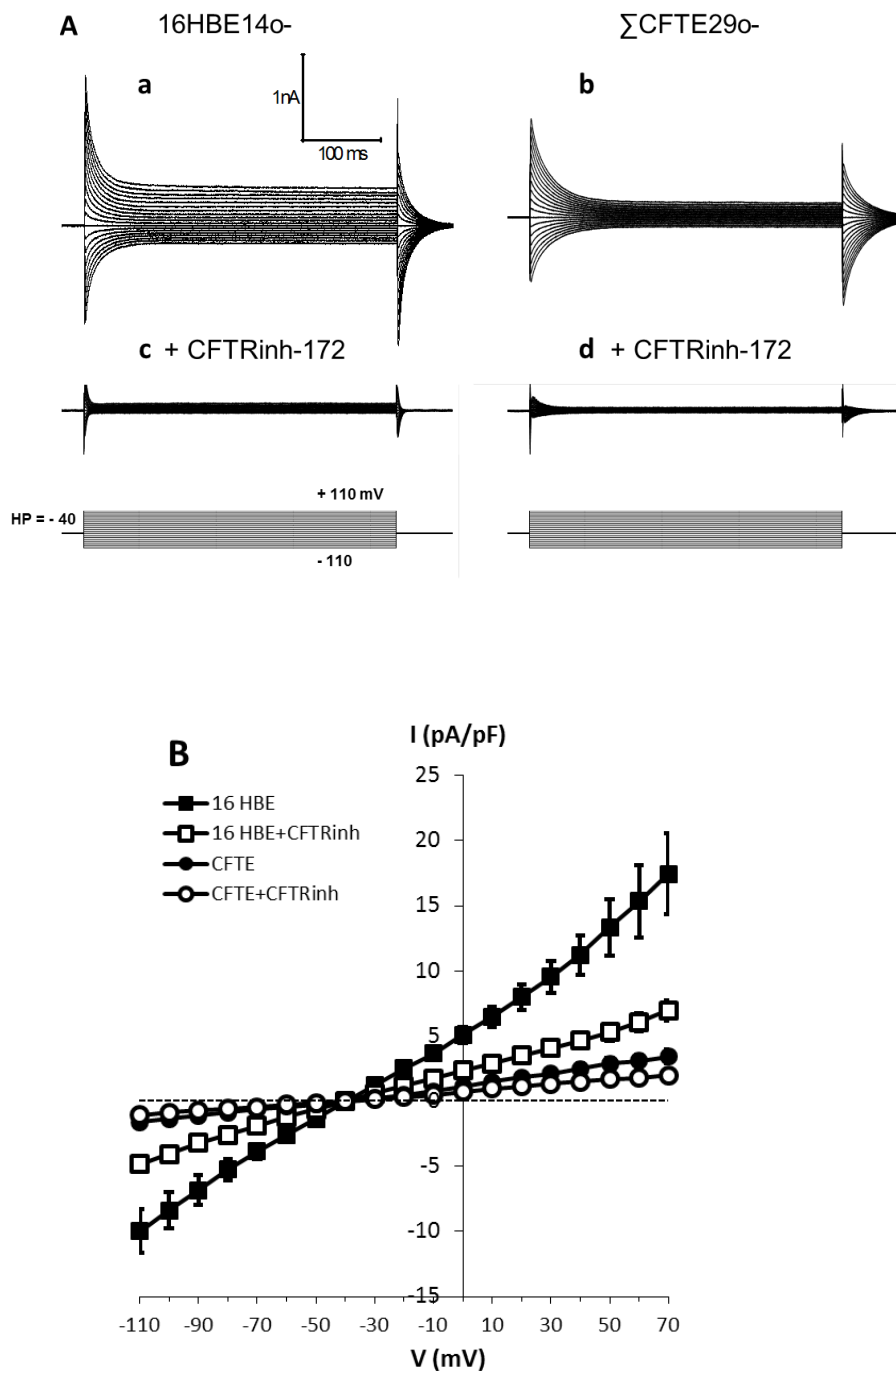 A
16HBE14o-
∑CFTE29o-
a
b
1nA
100 ms
c + CFTRinh-172
d + CFTRinh-172
+ 110 mV
HP = - 40
- 110
I (pA/pF)
B
16 HBE
16 HBE+CFTRinh
CFTE
CFTE+CFTRinh
25
20
15
10
5
0
-5
-10
-15
-110 -90 -70 -50 -30 -10 10 30 50 70
V (mV)